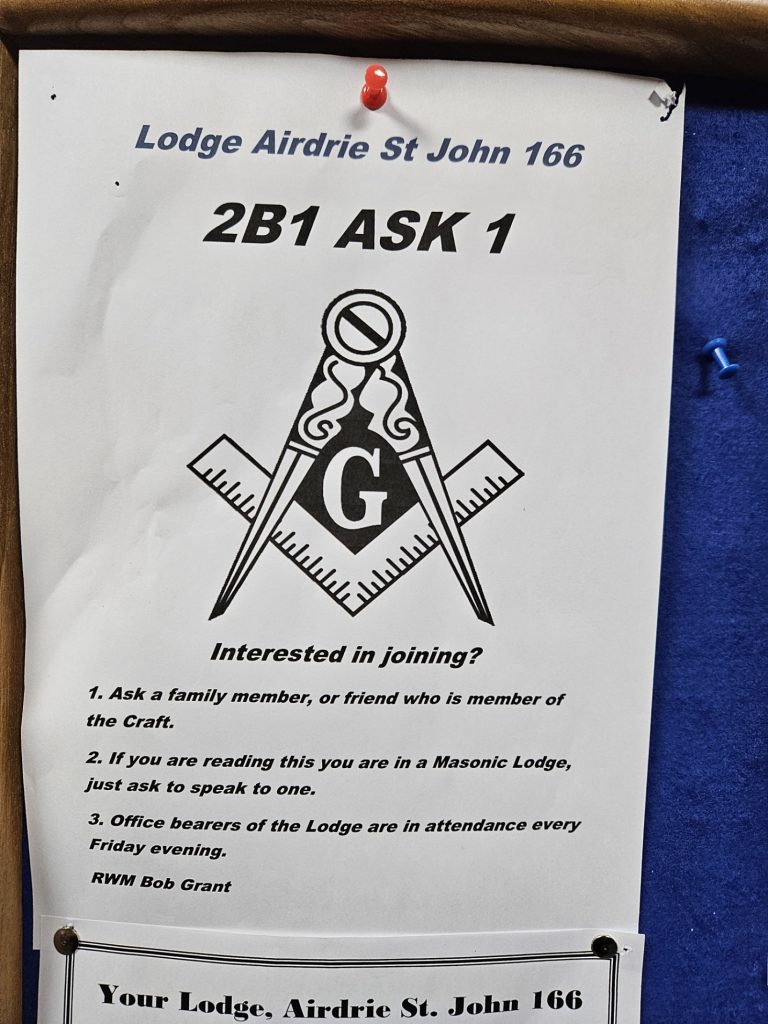 Lodge Airdrie St John 166
2B1 ASK 1
G
Interested in joining?
1. Ask a family member, or friend who is member of
the Craft.
2. If you are reading this you are in a Masonic Lodge,
just ask to speak to one.
3. Office bearers of the Lodge are in attendance every
Friday evening.
RWM Bob Grant
Your Lodge, Airdrie St. John 166